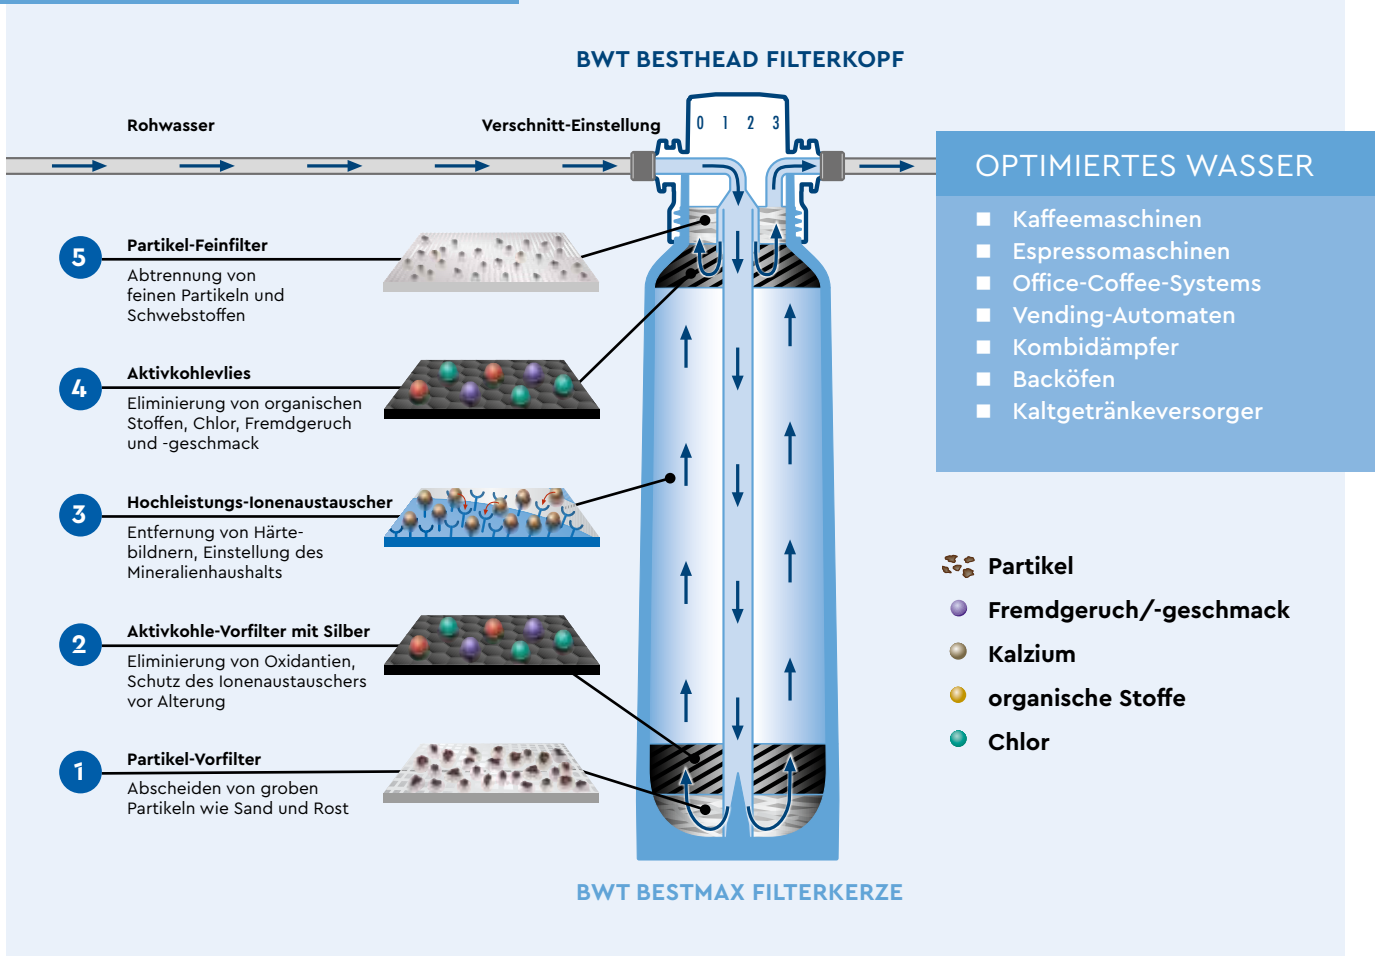 BWT BESTHEAD FILTERKOPF
Rohwasser
Verschnitt-Einstellung
0 1 2 3
OPTIMIERTES WASSER
Kaffeemaschinen
Espressomaschinen
Office-Coffee-Systems
Vending-Automaten
Kombidämpfer
Backöfen
Kaltgetränkeversorger
5
Partikel-Feinfilter
Abtrennung von
feinen Partikeln und
Schwebstoffen
4
Aktivkohlevlies
Eliminierung von organischen
Stoffen, Chlor, Fremdgeruch
und -geschmack
3
Hochleistungs-Ionenaustauscher
Entfernung von Härte-
bildnern, Einstellung des
Mineralienhaushalts
2
Aktivkohle-Vorfilter mit Silber
Eliminierung von Oxidantien,
Schutz des Ionenaustauschers
vor Alterung
1
Partikel-Vorfilter
Abscheiden von groben
Partikeln wie Sand und Rost
Partikel
Fremdgeruch/-geschmack
Kalzium
organische Stoffe
Chlor
BWT BESTMAX FILTERKERZE